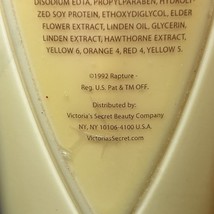 DISODIUM EDTA, PROPYLPARABEN, HYDROLY-
ZED SOY PROTEIN, ETHOXYDIGLYCOL, ELDER
FLOWER EXTRACT, LINDEN OIL, GLYCERIN,
LINDEN EXTRACT, HAWTHORNE EXTRACT,
YELLOW 6, ORANGE 4, RED 4, YELLOW 5.
©1992 Rapture -
Reg. U.S. Pat & TM OFF.
Distributed by:
Victoria's Secret Beauty Company
NY, NY 10106-4100 U.S.A.
VictoriasSecret.com